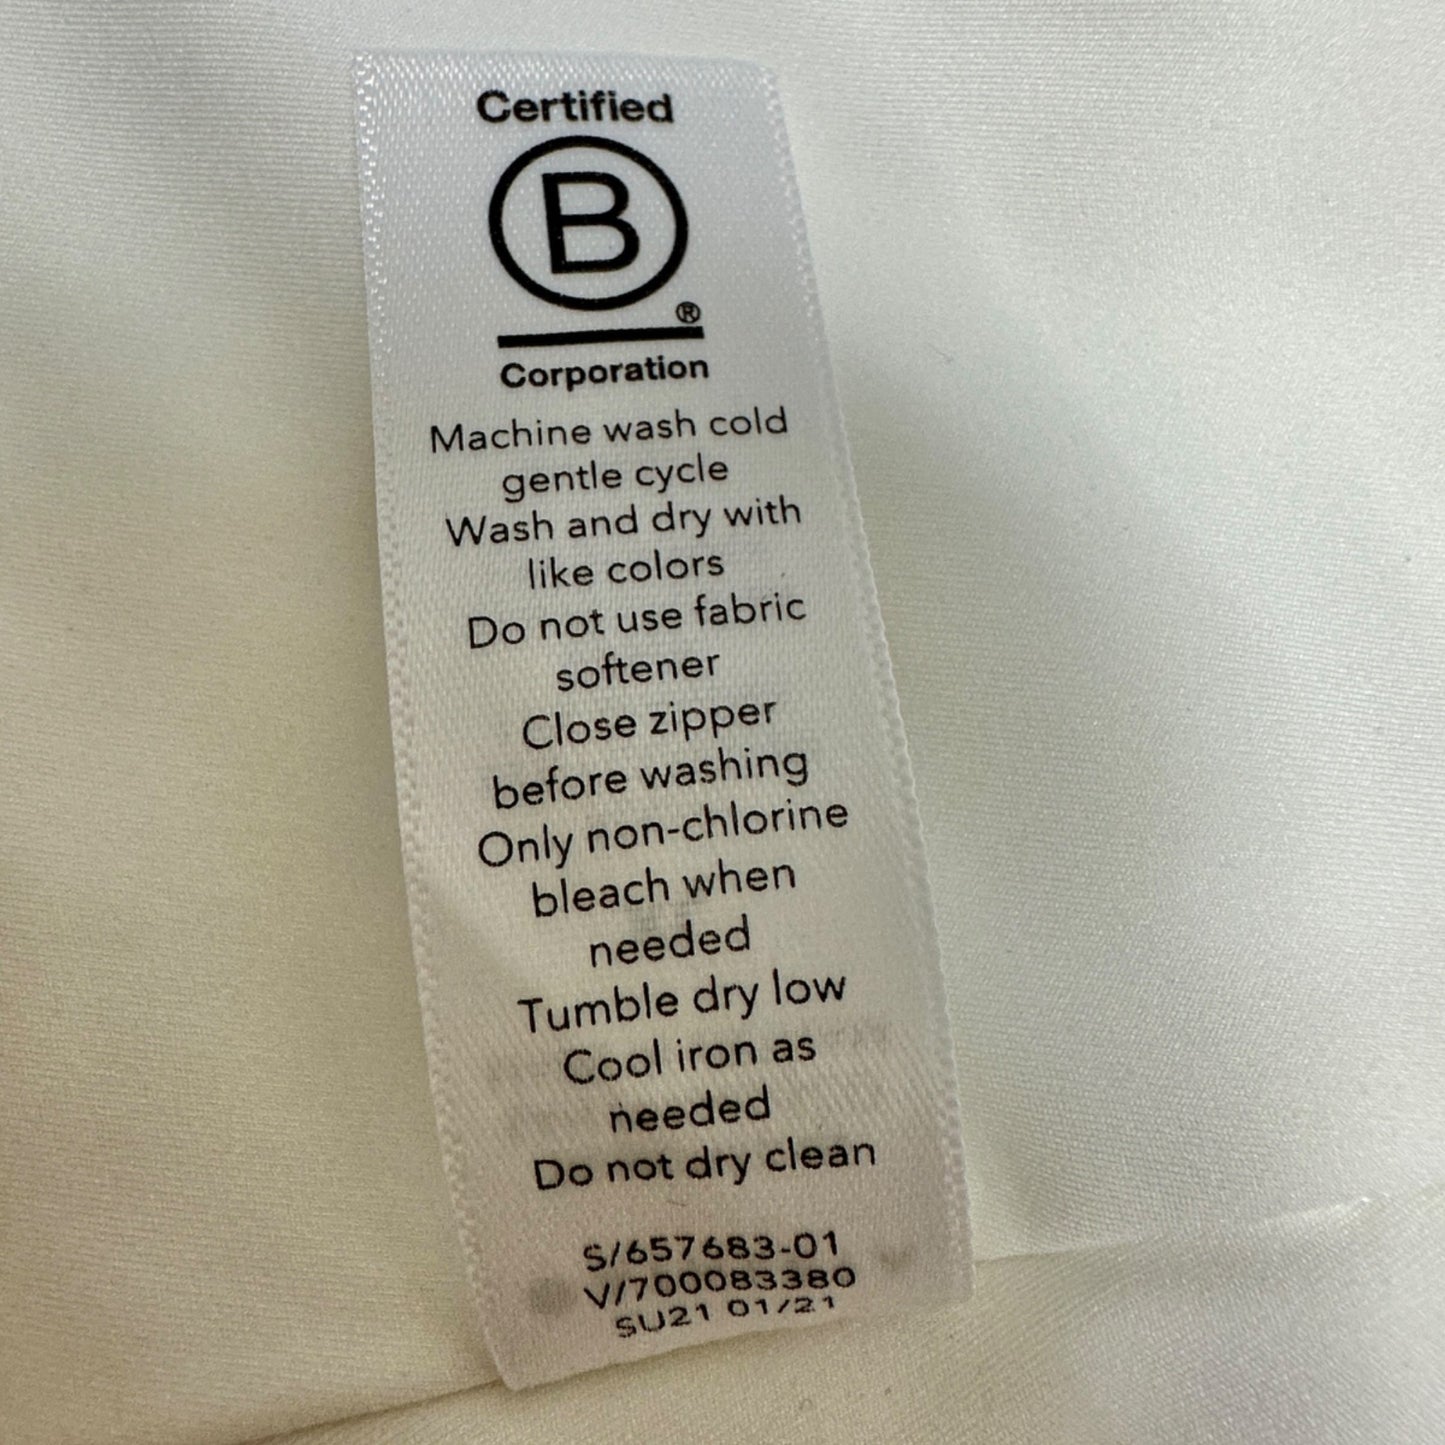 Certified
B
®
Corporation
Machine wash cold
gentle cycle
Wash and dry with
like colors
Do not use fabric
softener
Close zipper
before washing
Only non-chlorine
bleach when
needed
Tumble dry low
Cool iron as
needed
Do not dry clean
S/657683-01
V/700083380
SU21 01/21